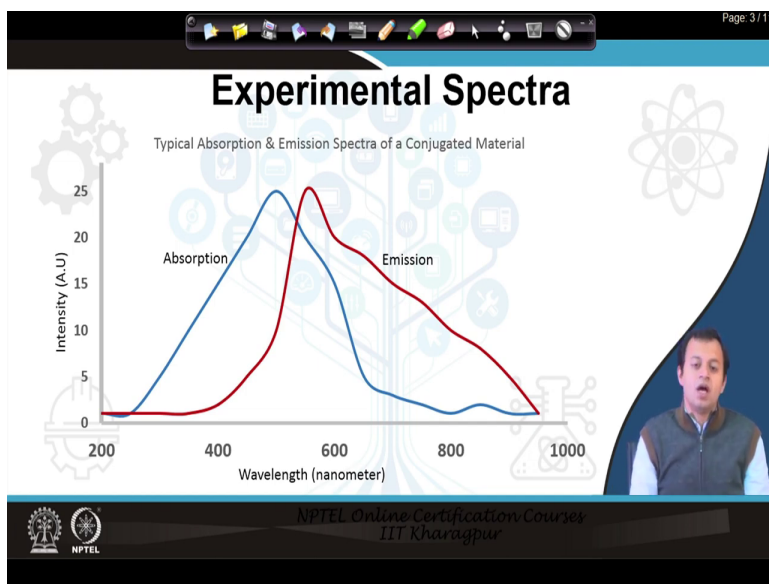 Page: 3 / 1
Experimental Spectra
Typical Absorption & Emission Spectra of a Conjugated Material
25
20
15
10
5
0
Intensity (A.U)
Absorption
Emission
200
400
600
800
1000
Wavelength (nanometer)
NPTEL Online Certification Courses
IIT Kharagpur
NPTEL